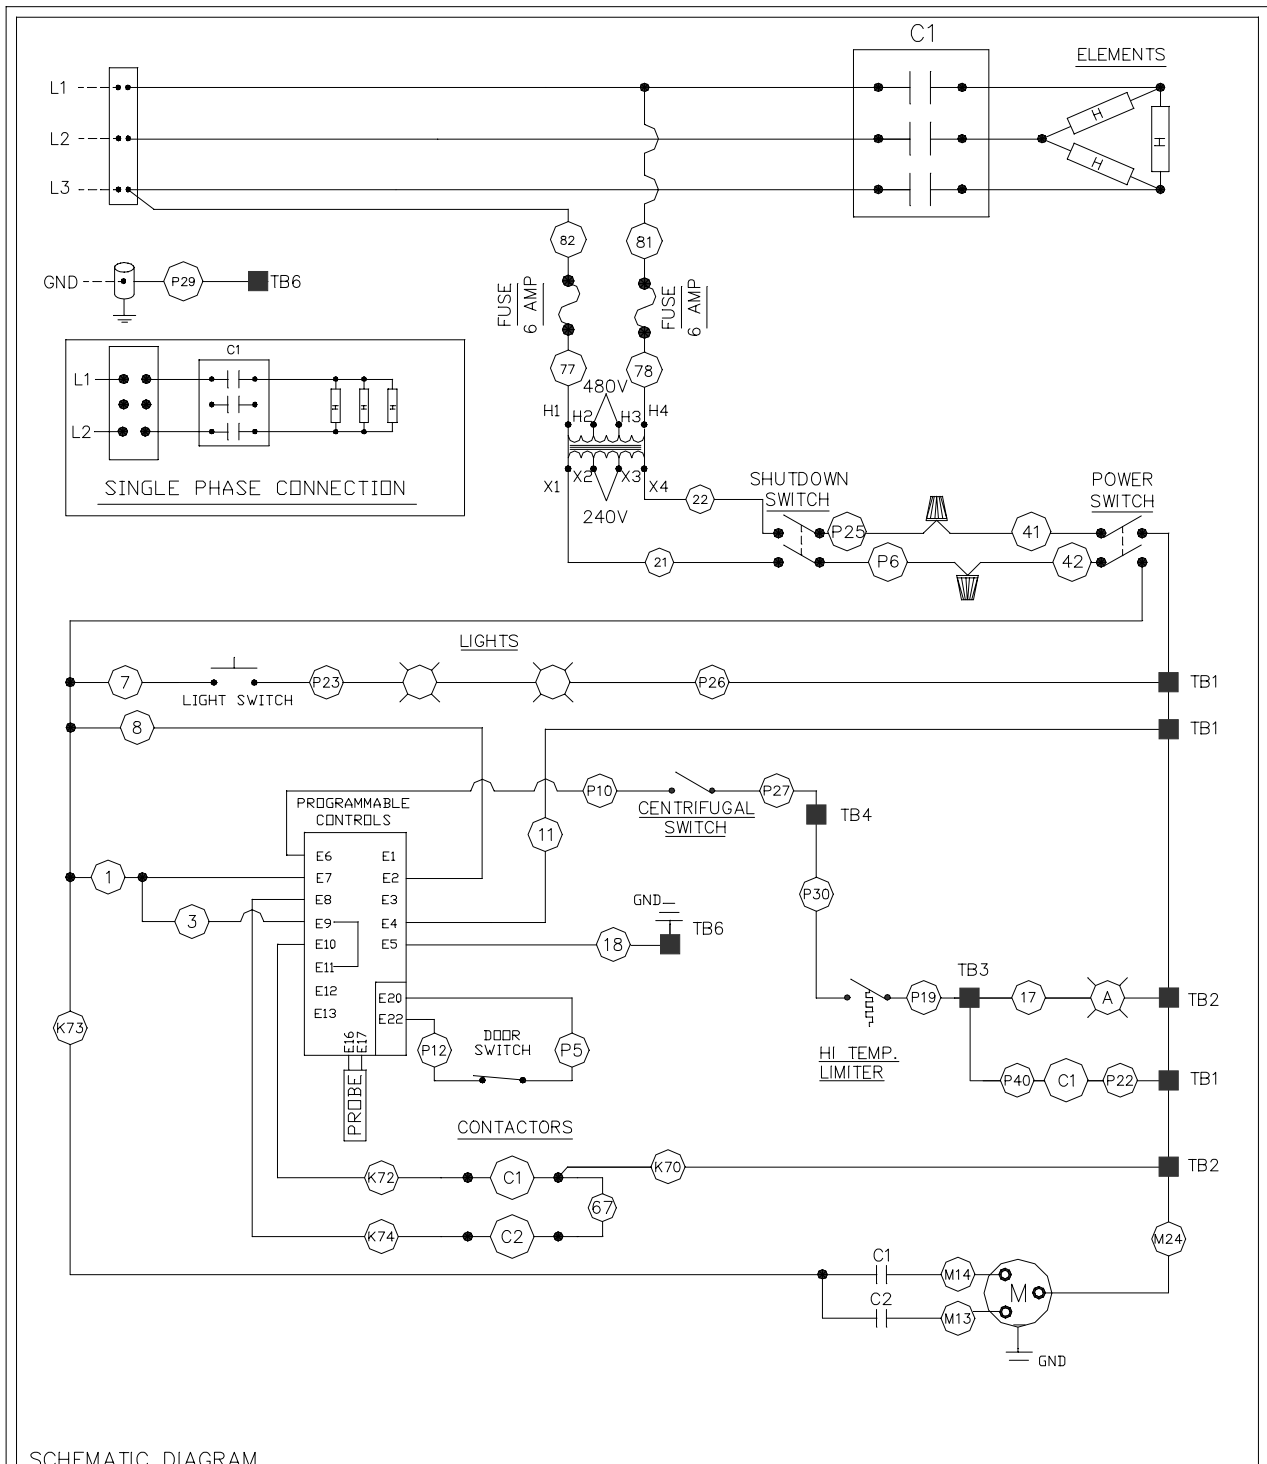 C1
ELEMENTS
L1
H
L2
H
H
L3
82
81
GND
P29
TB6
FUSE
6 AMP
FUSE
6 AMP
C1
L1
H
H
H
L2
SINGLE PHASE CONNECTION
77
78
480V
H1
H2
H3
H4
X1
X2
X3
X4
240V
22
SHUTDOWN
SWITCH
POWER
SWITCH
P25
41
21
P6
42
LIGHTS
7
LIGHT SWITCH
P23
P26
TB1
8
TB1
P10
CENTRIFUGAL
SWITCH
P27
TB4
PROGRAMMABLE
CONTROLS
11
E6
E1
1
E7
E2
E8
E3
P30
3
E9
E4
GND
TB6
E10
E5
18
E11
TB3
E12
E20
P19
17
A
TB2
E13
E22
K73
E16
E17
P12
DOOR
SWITCH
P5
HI TEMP.
LIMITER
P40
C1
P22
TB1
PROBE
CONTACTORS
K72
C1
K70
TB2
67
K74
C2
M24
C1
M14
M
C2
M13
GND
SCHEMATIC DIAGRAM